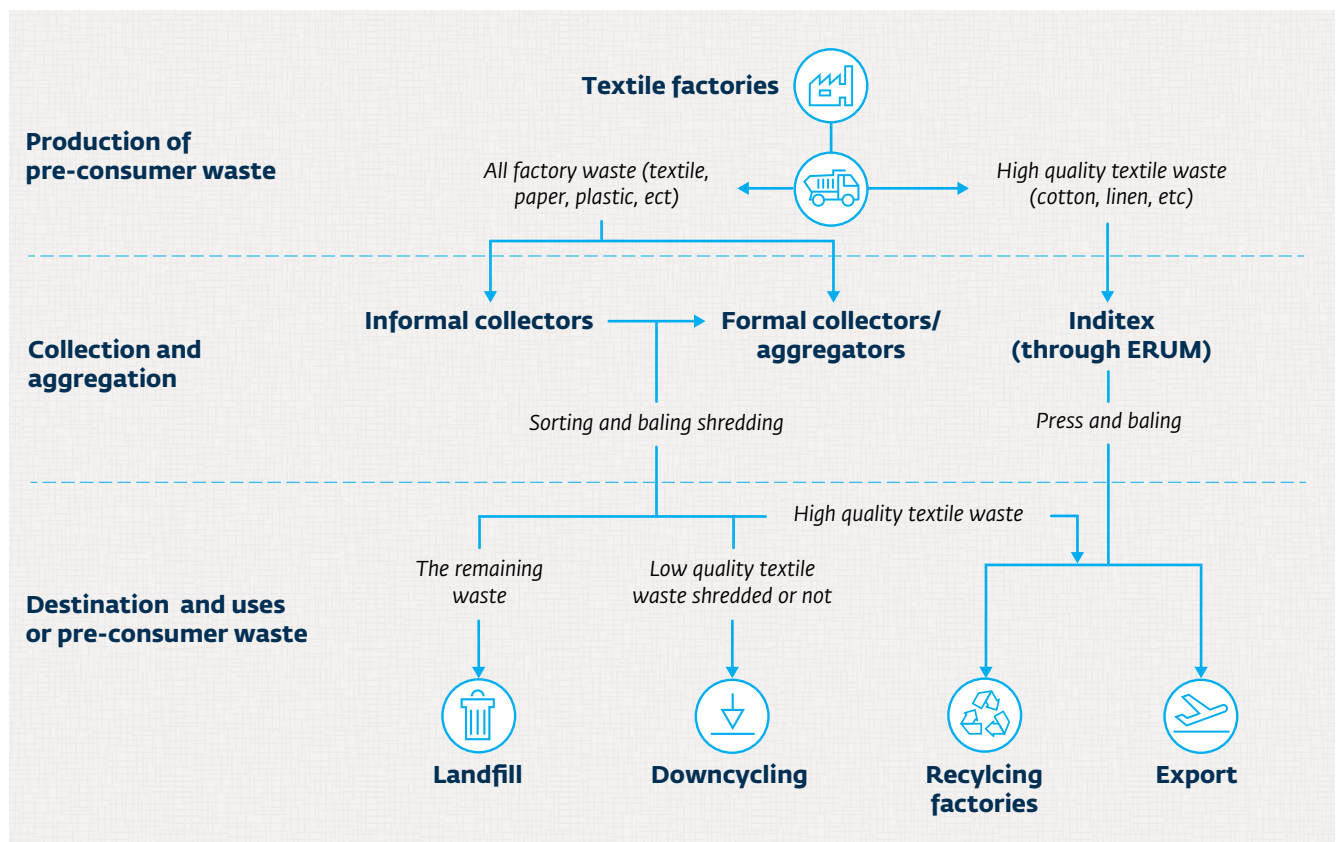 Textile factories
Production of
pre-consumer waste
All factory waste (textile,
paper, plastic, ect)
High quality textile waste
(cotton, linen, etc)
Collection and
aggregation
Informal collectors
Formal collectors/
aggregators
Inditex
(through ERUM)
Sorting and baling shredding
Press and baling
Destination and uses
or pre-consumer waste
High quality textile waste
The remaining
waste
Low quality textile
waste shredded or not
Landfill
Downcycling
Recylcing
factories
Export